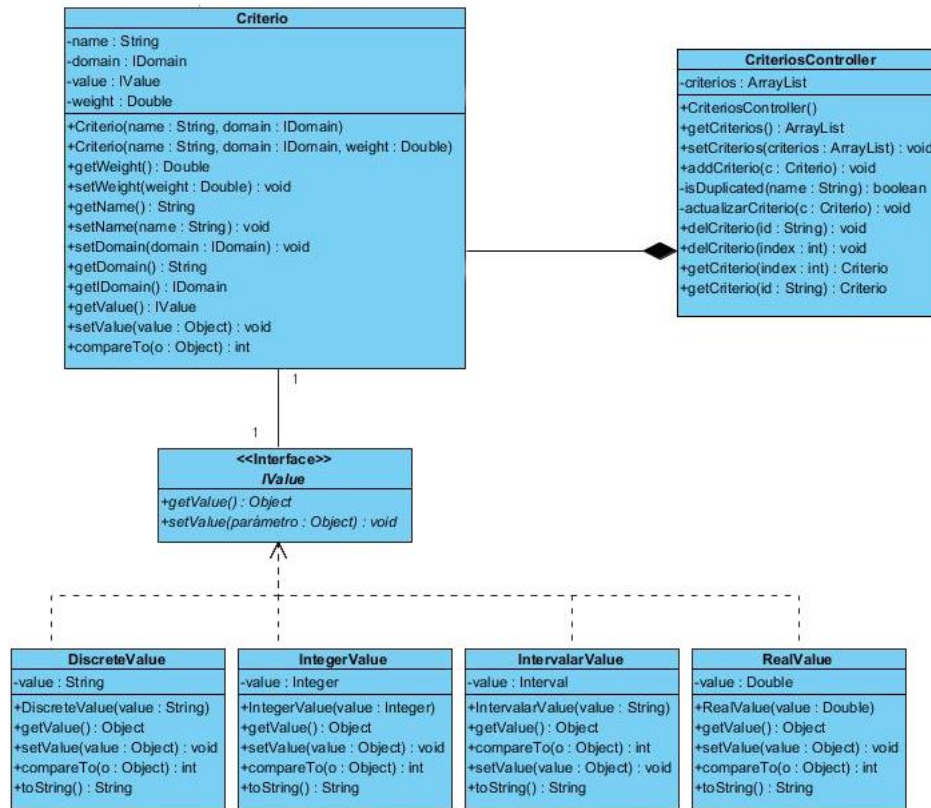 Criterio
-name : String
-domain : IDomain
-value : IValue
-weight : Double
+Criterio(name : String, domain : IDomain)
+Criterio(name : String, domain : IDomain, weight : Double)
+getWeight() : Double
+setWeight(weight : Double) : void
+getName() : String
+setName(name : String) : void
+setDomain(domain : IDomain) : void
+getDomain() : String
+getIDomain() : IDomain
+getValue() : IValue
+setValue(value : Object) : void
+compareTo(o : Object) : int
CriteriosController
-criterios : ArrayList
+CriteriosController()
+getCriterios() : ArrayList
+setCriterios(criterios : ArrayList) : void
+addCriterio(c : Criterio) : void
-isDuplicated(name : String) : boolean
-actualizarCriterio(c : Criterio) : void
+delCriterio(id : String) : void
+delCriterio(index : int) : void
+getCriterio(index : int) : Criterio
+getCriterio(id : String) : Criterio
1
1
<<Interface>>
IValue
+getValue() : Object
+setValue(parámetro : Object) : void
DiscreteValue
-value : String
+DiscreteValue(value : String)
+getValue() : Object
+setValue(value : Object) : void
+compareTo(o : Object) : int
+toString() : String
IntegerValue
-value : Integer
+IntegerValue(value : Integer)
+getValue() : Object
+setValue(value : Object) : void
+compareTo(o : Object) : int
+toString() : String
IntervalarValue
-value : Interval
+IntervalarValue(value : String)
+getValue() : Object
+compareTo(o : Object) : int
+setValue(value : Object) : void
+toString() : String
RealValue
-value : Double
+RealValue(value : Double)
+getValue() : Object
+setValue(value : Object) : void
+compareTo(o : Object) : int
+toString() : String